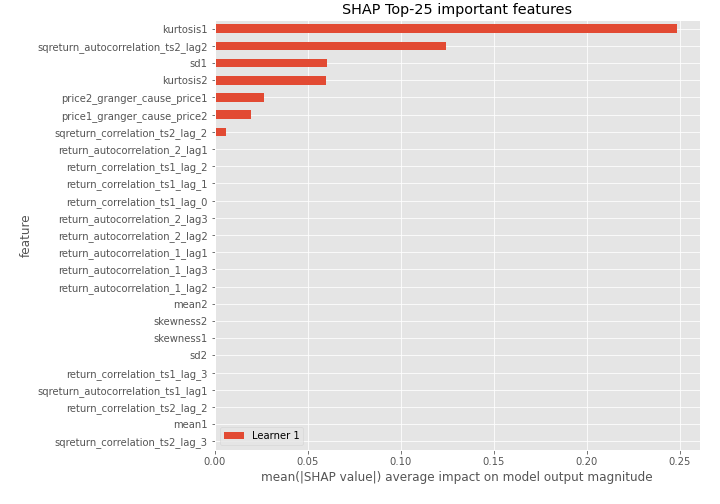 SHAP Top-25 important features
kurtosis1
sqreturn_autocorrelation_ts2_lag2
sd1
kurtosis2
price2_granger_cause_price1
price1_granger_cause_price2
sqreturn_correlation_ts2_lag_2
return_autocorrelation_2_lag1
return_correlation_ts1_lag_2
return_correlation_ts1_lag_1
return_correlation_ts1_lag_0
return_autocorrelation_2_lag3
return_autocorrelation_2_lag2
return_autocorrelation_1_lag1
return_autocorrelation_1_lag3
return_autocorrelation_1_lag2
mean2
skewness2
skewness1
sd2
return_correlation_ts1_lag_3
sqreturn_autocorrelation_ts1_lag1
return_correlation_ts2_lag_2
mean1
sqreturn_correlation_ts2_lag_3
feature
Learner 1
0.00 0.05 0.10 0.15 0.20 0.25
mean(|SHAP value|) average impact on model output magnitude